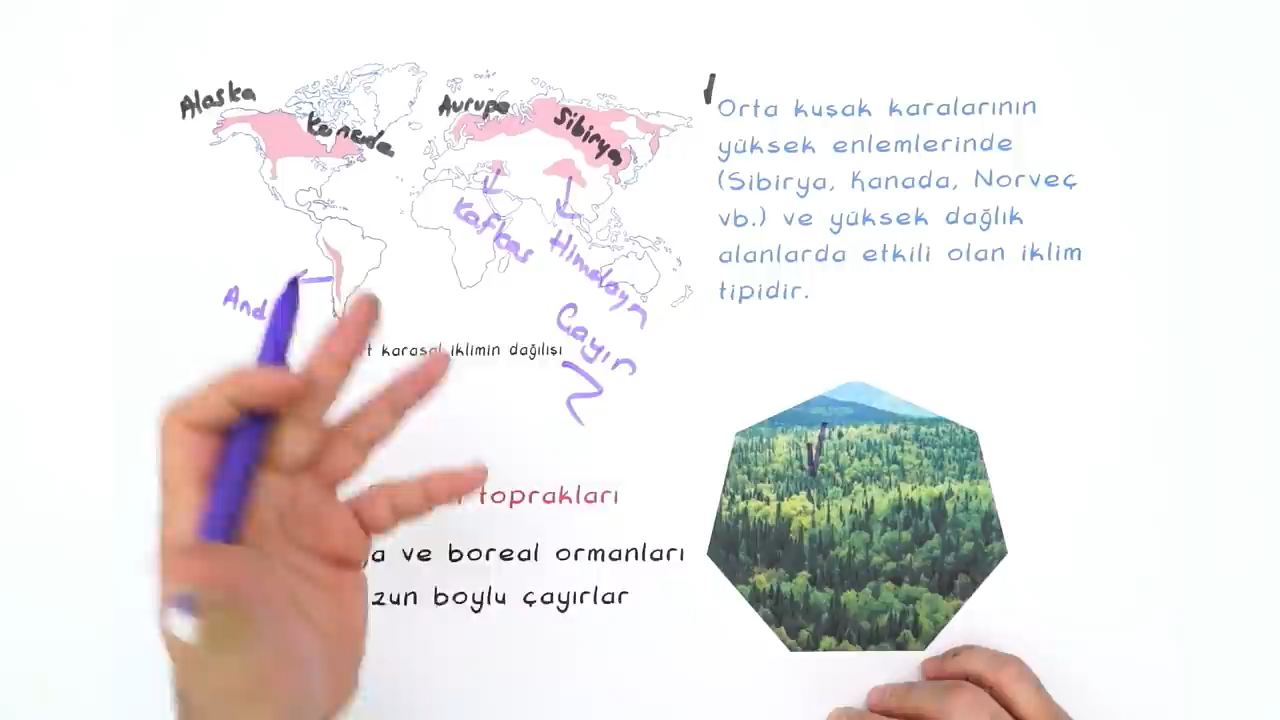 Alaska
Kanada
Avrupa
Sibirya
Kafkas
Himalaya
And
Çayır
karasal iklimin dağılışı
Orta kuşak karalarının
yüksek enlemlerinde
(Sibirya, Kanada, Norveç
vb.) ve yüksek dağlık
alanlarda etkili olan iklim
tipidir.
toprakları
ve boreal ormanları
boylu çayırlar